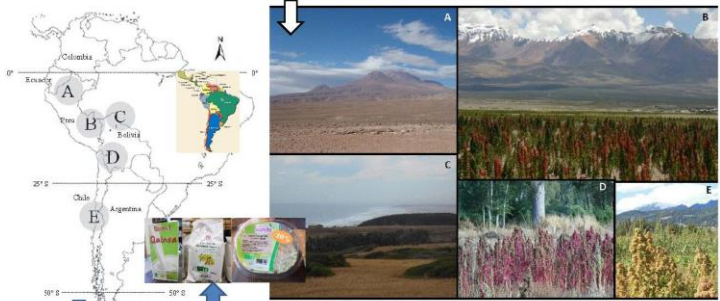 N
Colombia
0°
0°
Ecuador
A
Peru
B
C
Bolivia
D
25° S
25° S
Chile
Argentina
E
Quinoa
50° S
50° S
A
B
C
D
E